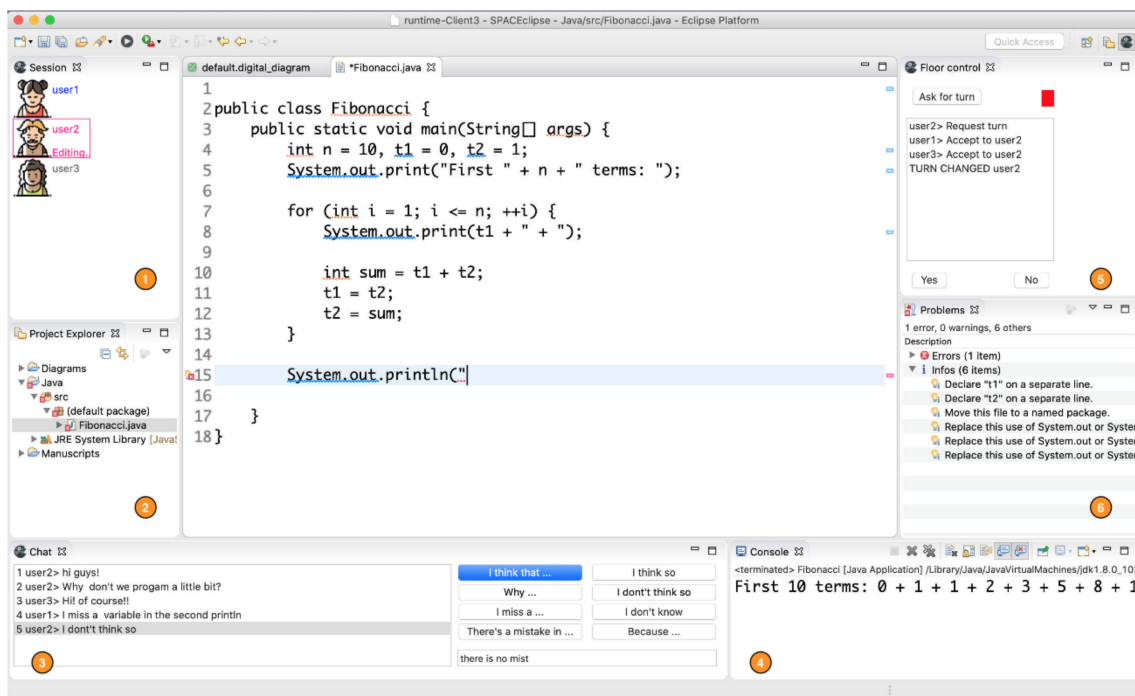 runtime-Client3 - SPACEclipse - Java/src/Fibonacci.java - Eclipse Platform
Quick Access
Session
user1
user2
Editing.
user3
1
Project Explorer
Diagrams
Java
src
(default package)
Fibonacci.java
JRE System Library [JavaS
Manuscripts
2
default.digital_diagram
*Fibonacci.java
1
2 public class Fibonacci {
3 public static void main(String[] args) {
4 int n = 10, t1 = 0, t2 = 1;
5 System.out.print("First " + n + " terms: ");
6
7 for (int i = 1; i <= n; ++i) {
8 System.out.print(t1 + " + ");
9
10 int sum = t1 + t2;
11 t1 = t2;
12 t2 = sum;
13 }
14
15 System.out.println("
16
17 }
18 }
Floor control
Ask for turn
user2> Request turn
user1> Accept to user2
user3> Accept to user2
TURN CHANGED user2
Yes No
5
Problems
1 error, 0 warnings, 6 others
Description
Errors (1 item)
Infos (6 items)
Declare "t1" on a separate line.
Declare "t2" on a separate line.
Move this file to a named package.
Replace this use of System.out or Syster
Replace this use of System.out or Syster
Replace this use of System.out or Syster
6
Chat
1 user2> hi guys!
2 user2> Why don't we progam a little bit?
3 user3> Hi! of course!!
4 user1> I miss a variable in the second println
5 user2> I dont't think so
3
I think that ... I think so
Why ... I dont't think so
I miss a ... I don't know
There's a mistake in ... Because ...
there is no mist
Console
<terminated> Fibonacci [Java Application] /Library/Java/JavaVirtualMachines/jdk1.8.0_10
First 10 terms: 0 + 1 + 1 + 2 + 3 + 5 + 8 + 1
4